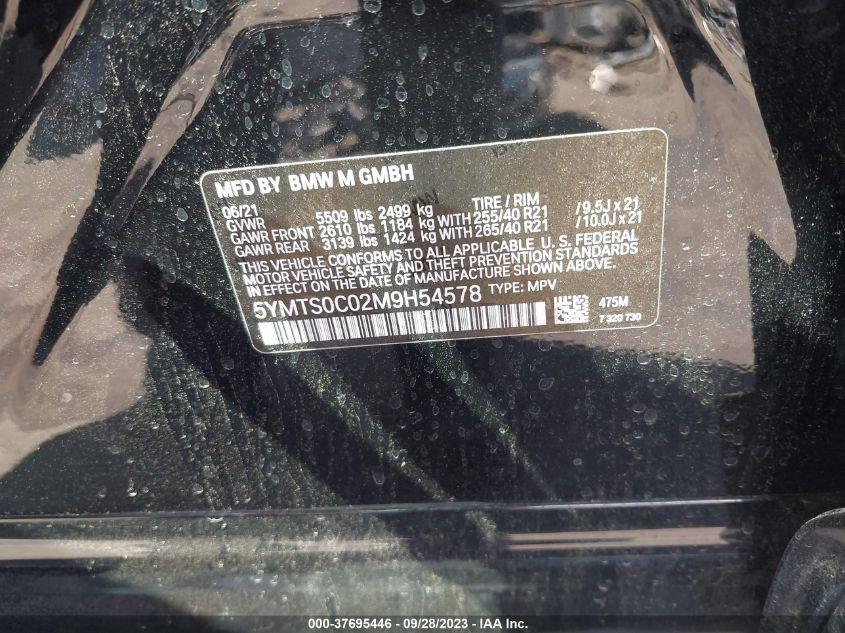 MFD BY BMW M GMBH
06/21
GVWR 5509 lbs 2499 kg TIRE / RIM
GAWR FRONT 2610 lbs 1184 kg WITH 255/40 R21 / 9.5J x 21
GAWR REAR 3139 lbs 1424 kg WITH 265/40 R21 / 10.0J x 21
THIS VEHICLE CONFORMS TO ALL APPLICABLE U. S. FEDERAL
MOTOR VEHICLE SAFETY AND THEFT PREVENTION STANDARDS
IN EFFECT ON THE DATE OF MANUFACTURE SHOWN ABOVE.
5YMTS0C02M9H54578 TYPE: MPV
475M
7 320 730
000-37695446 / 09/28/2023 - IAA Inc.